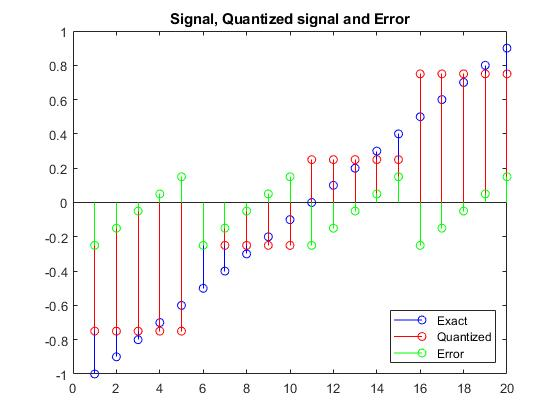 Signal, Quantized signal and Error
1
0.8
0.6
0.4
0.2
0
-0.2
-0.4
-0.6
-0.8
-1
0 2 4 6 8 10 12 14 16 18 20
Exact
Quantized
Error